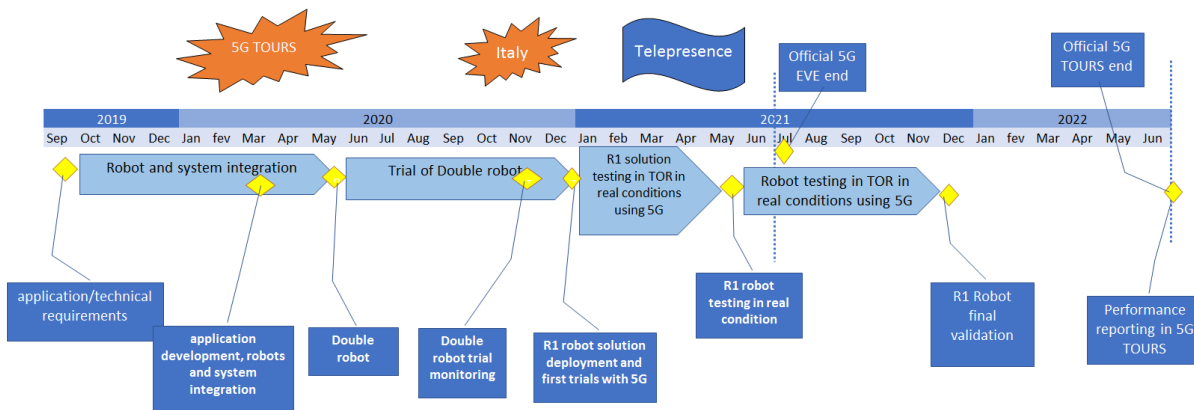 5G TOURS
Italy
Telepresence
Official 5G
EVE end
Official 5G
TOURS end
2019 2020 2021 2022
Sep Oct Nov Dec Jan fev Mar Apr May Jun Jul Aug Sep Oct Nov Dec Jan feb Mar Apr May Jun Jul Aug Sep Oct Nov Dec Jan Feb Mar Apr May Jun
Robot and system integration
Trial of Double robot
R1 solution
testing in TOR in
real conditions
using 5G
Robot testing in TOR in
real conditions using 5G
application/technical
requirements
application
development, robots
and system
integration
Double
robot
Double
robot trial
monitoring
R1 robot solution
deployment and
first trials with 5G
R1 robot
testing in real
condition
R1 Robot
final
validation
Performance
reporting in 5G
TOURS